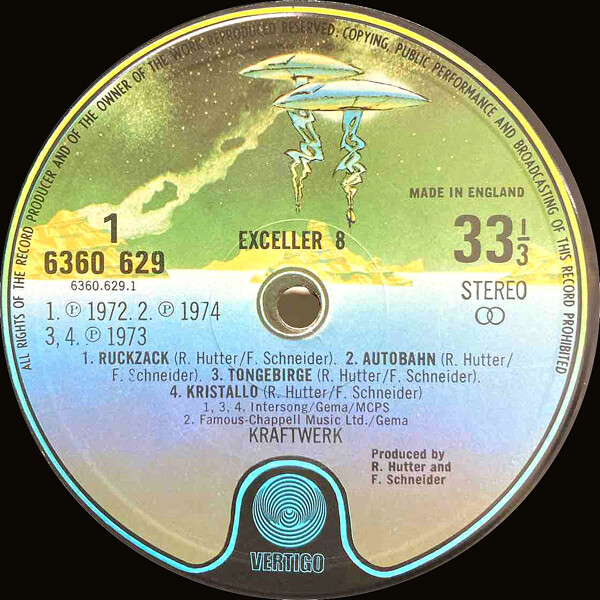 ALL RIGHTS OF THE RECORD PRODUCER AND OF THE OWNER OF THE WORK REPRODUCED RESERVED. COPYING, PUBLIC PERFORMANCE AND BROADCASTING OF THIS RECORD PROHIBITED
MADE IN ENGLAND
1
6360 629
6360.629.1
EXCELLER 8
33⅓
STEREO
1. ℗ 1972. 2. ℗ 1974
3, 4. ℗ 1973
1. RUCKZACK (R. Hutter/F. Schneider). 2. AUTOBAHN (R. Hutter/
F. Schneider). 3. TONGEBIRGE (R. Hutter/F. Schneider).
4. KRISTALLO (R. Hutter/F. Schneider)
1, 3, 4. Intersong/Gema/MCPS
2. Famous-Chappell Music Ltd./Gema
KRAFTWERK
Produced by
R. Hutter and
F. Schneider
VERTIGO